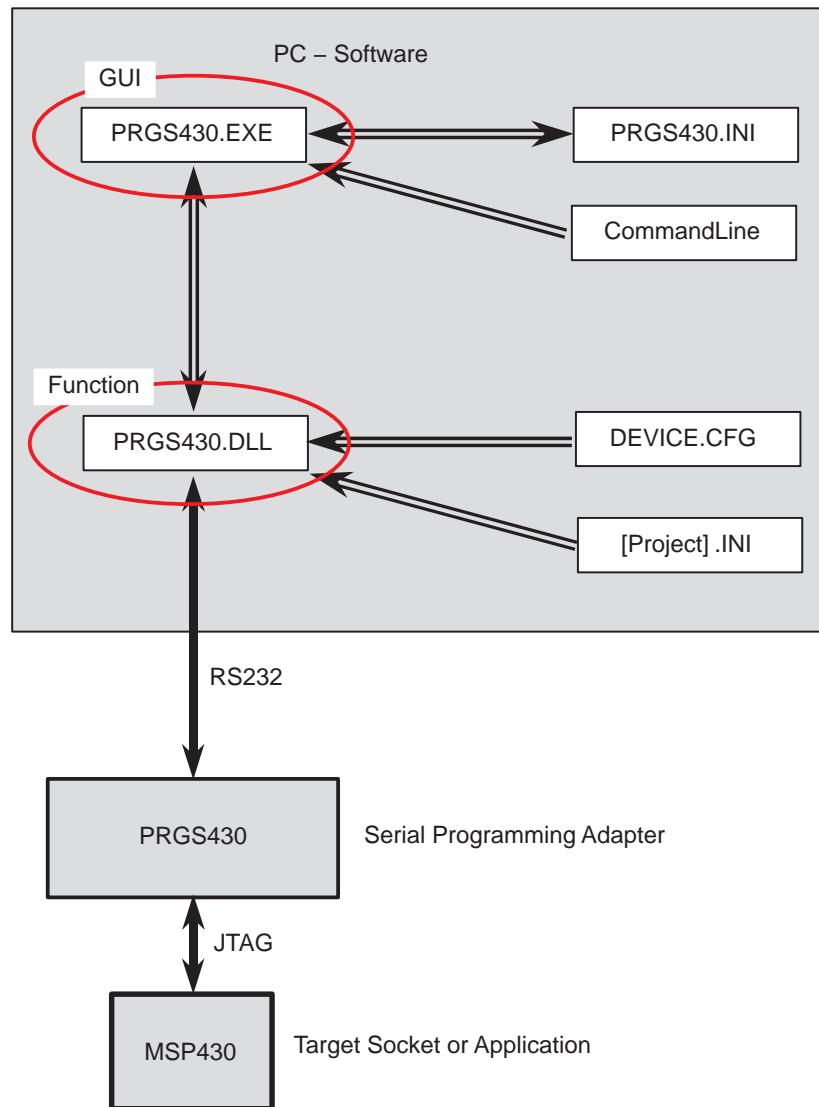 PC – Software
GUI
PRGS430.EXE
PRGS430.INI
CommandLine
Function
PRGS430.DLL
DEVICE.CFG
[Project] .INI
RS232
PRGS430
Serial Programming Adapter
JTAG
MSP430
Target Socket or Application